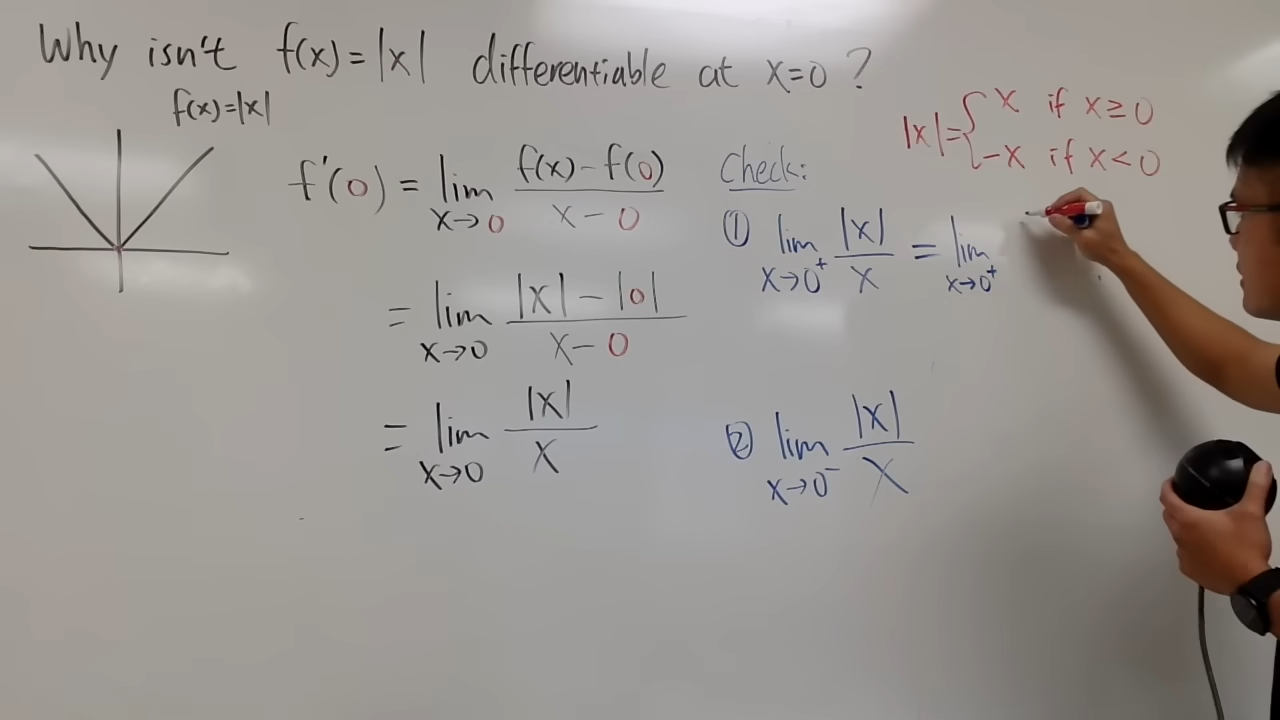 Why isn't f(x)=|x| differentiable at x=0?
f(x)=|x|
f'(0) = lim x→0 f(x)-f(0) / x-0
= lim x→0 |x|-|0| / x-0
= lim x→0 |x| / x
Check:
① lim x→0⁺ |x| / x = lim x→0⁺
② lim x→0⁻ |x| / x
|x|= { x if x≥0
-x if x<0